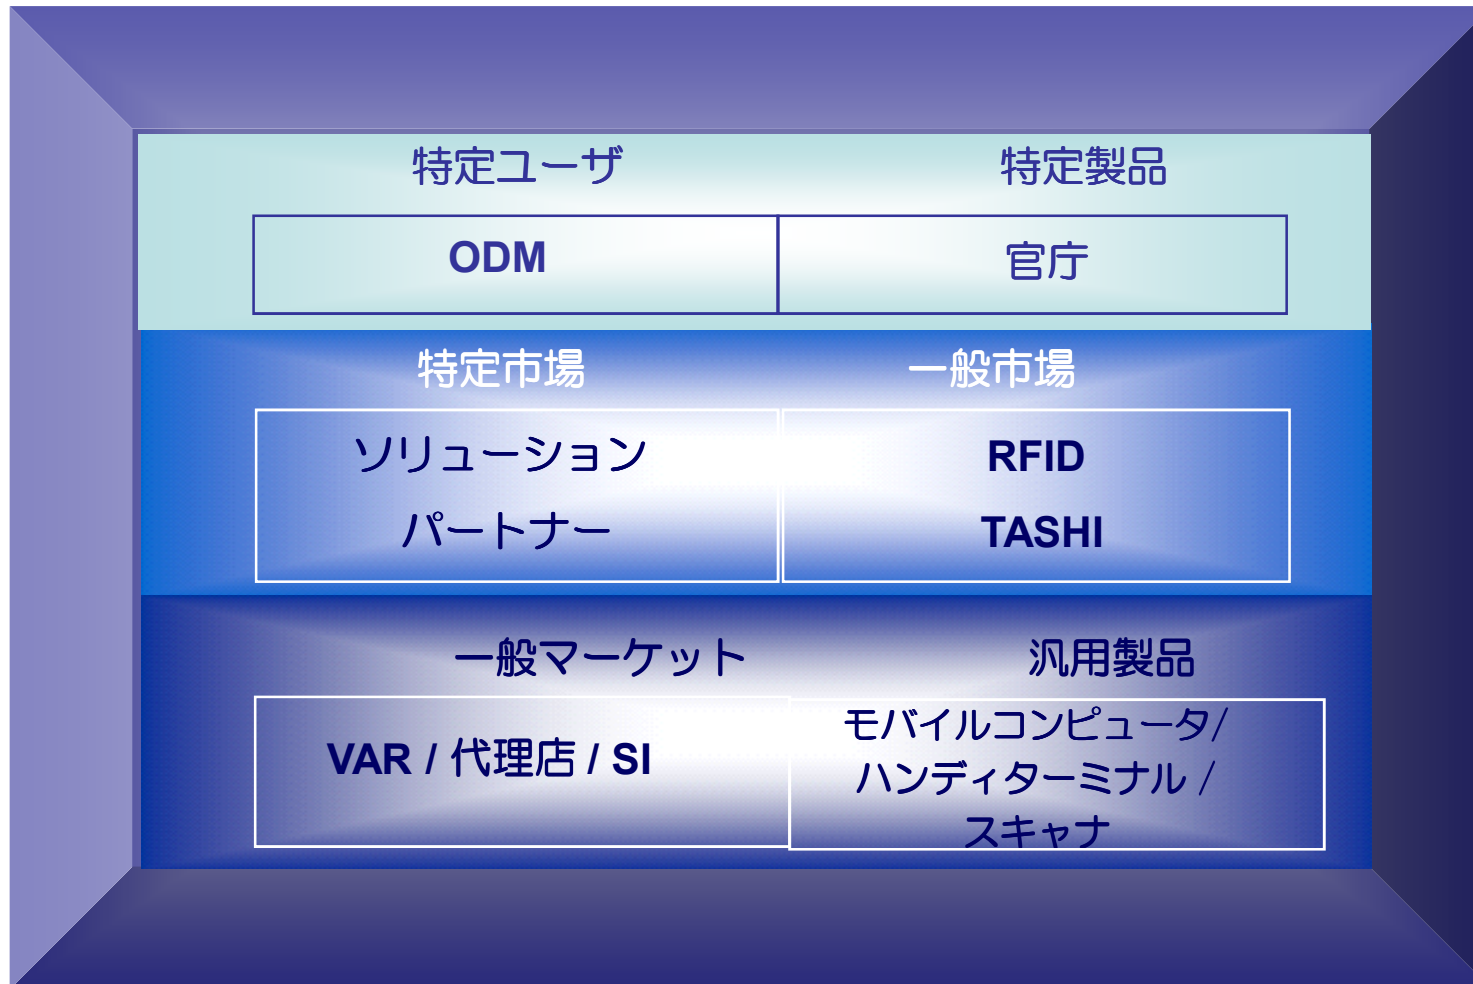 特定ユーザ 特定製品
ODM 官庁
特定市場 一般市場
ソリューション RFID
パートナー TASHI
一般マーケット 汎用製品
モバイルコンピュータ/
VAR / 代理店 / SI ハンディターミナル /
スキャナ